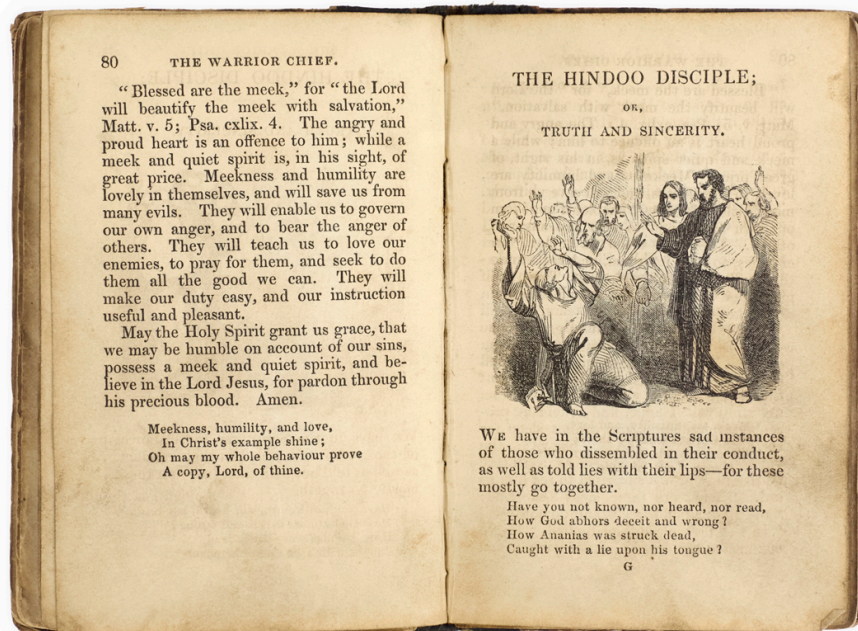 80 THE WARRIOR CHIEF.
“Blessed are the meek,” for “the Lord
will beautify the meek with salvation,”
Matt. v. 5; Psa. cxlix. 4. The angry and
proud heart is an offence to him; while a
meek and quiet spirit is, in his sight, of
great price. Meekness and humility are
lovely in themselves, and will save us from
many evils. They will enable us to govern
our own anger, and to bear the anger of
others. They will teach us to love our
enemies, to pray for them, and seek to do
them all the good we can. They will
make our duty easy, and our instruction
useful and pleasant.
May the Holy Spirit grant us grace, that
we may be humble on account of our sins,
possess a meek and quiet spirit, and be-
lieve in the Lord Jesus, for pardon through
his precious blood. Amen.
Meekness, humility, and love,
In Christ's example shine;
Oh may my whole behaviour prove
A copy, Lord, of thine.
THE HINDOO DISCIPLE;
OR,
TRUTH AND SINCERITY.
WE have in the Scriptures sad instances
of those who dissembled in their conduct,
as well as told lies with their lips—for these
mostly go together.
Have you not known, nor heard, nor read,
How God abhors deceit and wrong?
How Ananias was struck dead,
Caught with a lie upon his tongue?
G